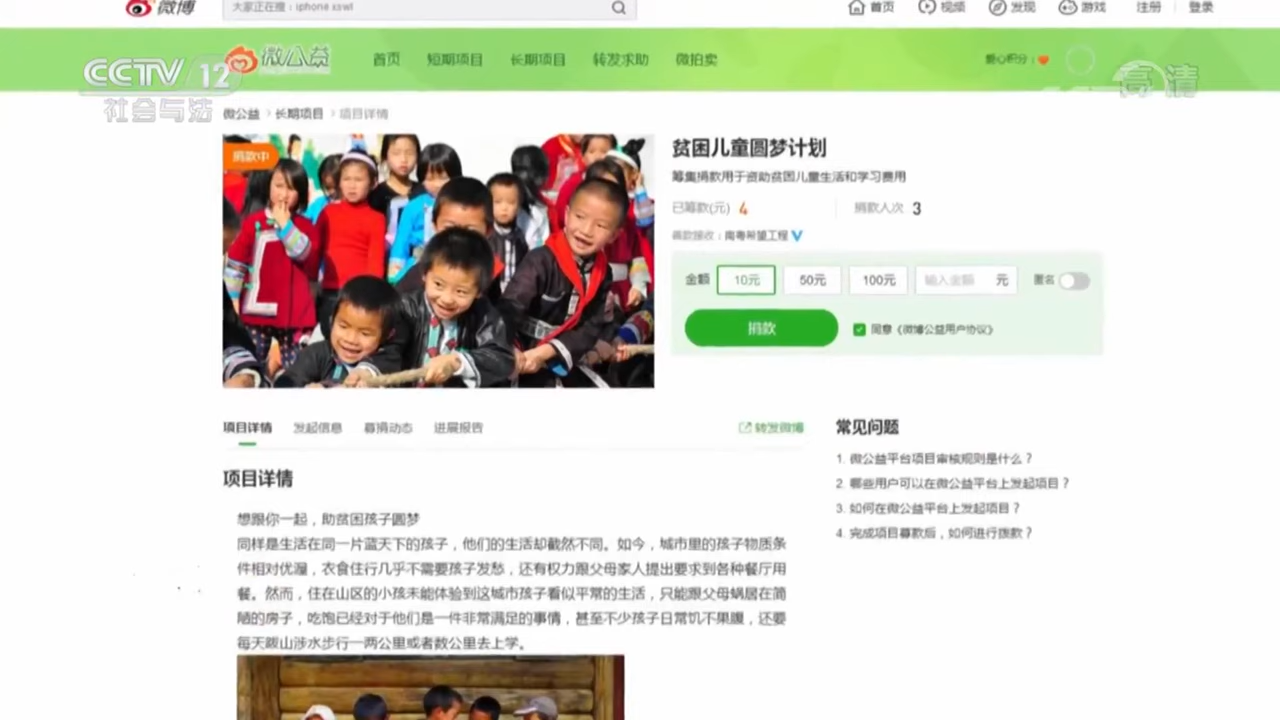 微博
大家正在搜：iphone xswl
首页 视频 发现 游戏 注册 登录
CCTV 12
社会与法
微公益
首页 短期项目 长期项目 转发求助 微拍卖
爱心积分：
高清
微公益 > 长期项目 > 项目详情
捐款中
贫困儿童圆梦计划
筹集捐款用于资助贫困儿童生活和学习费用
已筹款(元) 4 捐款人次 3
善款接收：南粤希望工程
金额 10元 50元 100元 输入金额 元 匿名
捐款 同意《微博公益用户协议》
项目详情 发起信息 募捐动态 进展报告 转发微博
常见问题
1. 微公益平台项目审核规则是什么？
2. 哪些用户可以在微公益平台上发起项目？
3. 如何在微公益平台上发起项目？
4. 完成项目募款后，如何进行拨款？
项目详情
想跟你一起，助贫困孩子圆梦
同样是生活在同一片蓝天下的孩子，他们的生活却截然不同。如今，城市里的孩子物质条
件相对优渥，衣食住行几乎不需要孩子发愁，还有权力跟父母家人提出要求到各种餐厅用
餐。然而，住在山区的小孩未能体验到这城市孩子看似平常的生活，只能跟父母蜗居在简
陋的房子，吃饱已经对于他们是一件非常满足的事情，甚至不少孩子日常饥不果腹，还要
每天跋山涉水步行一两公里或者数公里去上学。